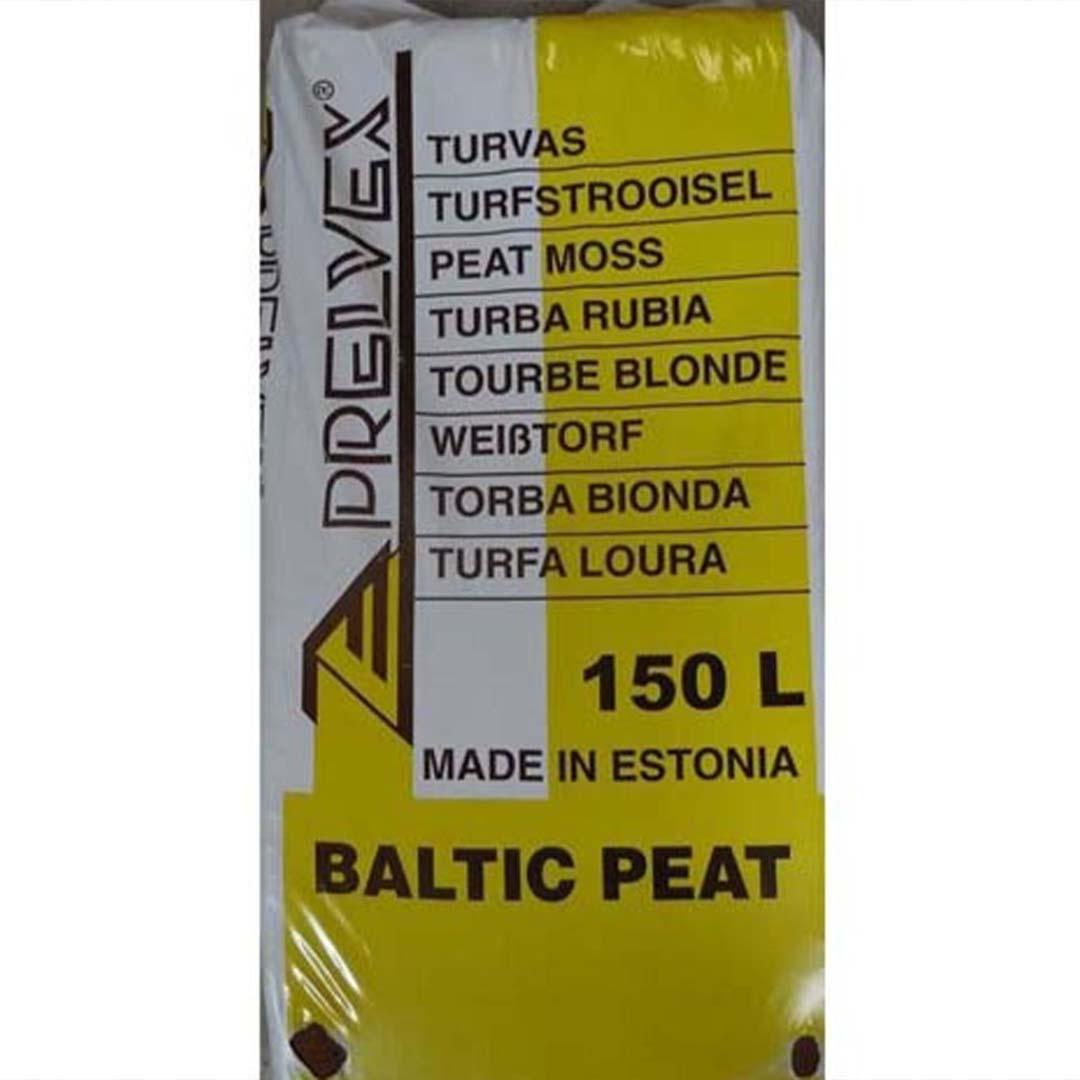 PRELVEX®
TURVAS
TURFSTROOISEL
PEAT MOSS
TURBA RUBIA
TOURBE BLONDE
WEIßTORF
TORBA BIONDA
TURFA LOURA
150 L
MADE IN ESTONIA
BALTIC PEAT